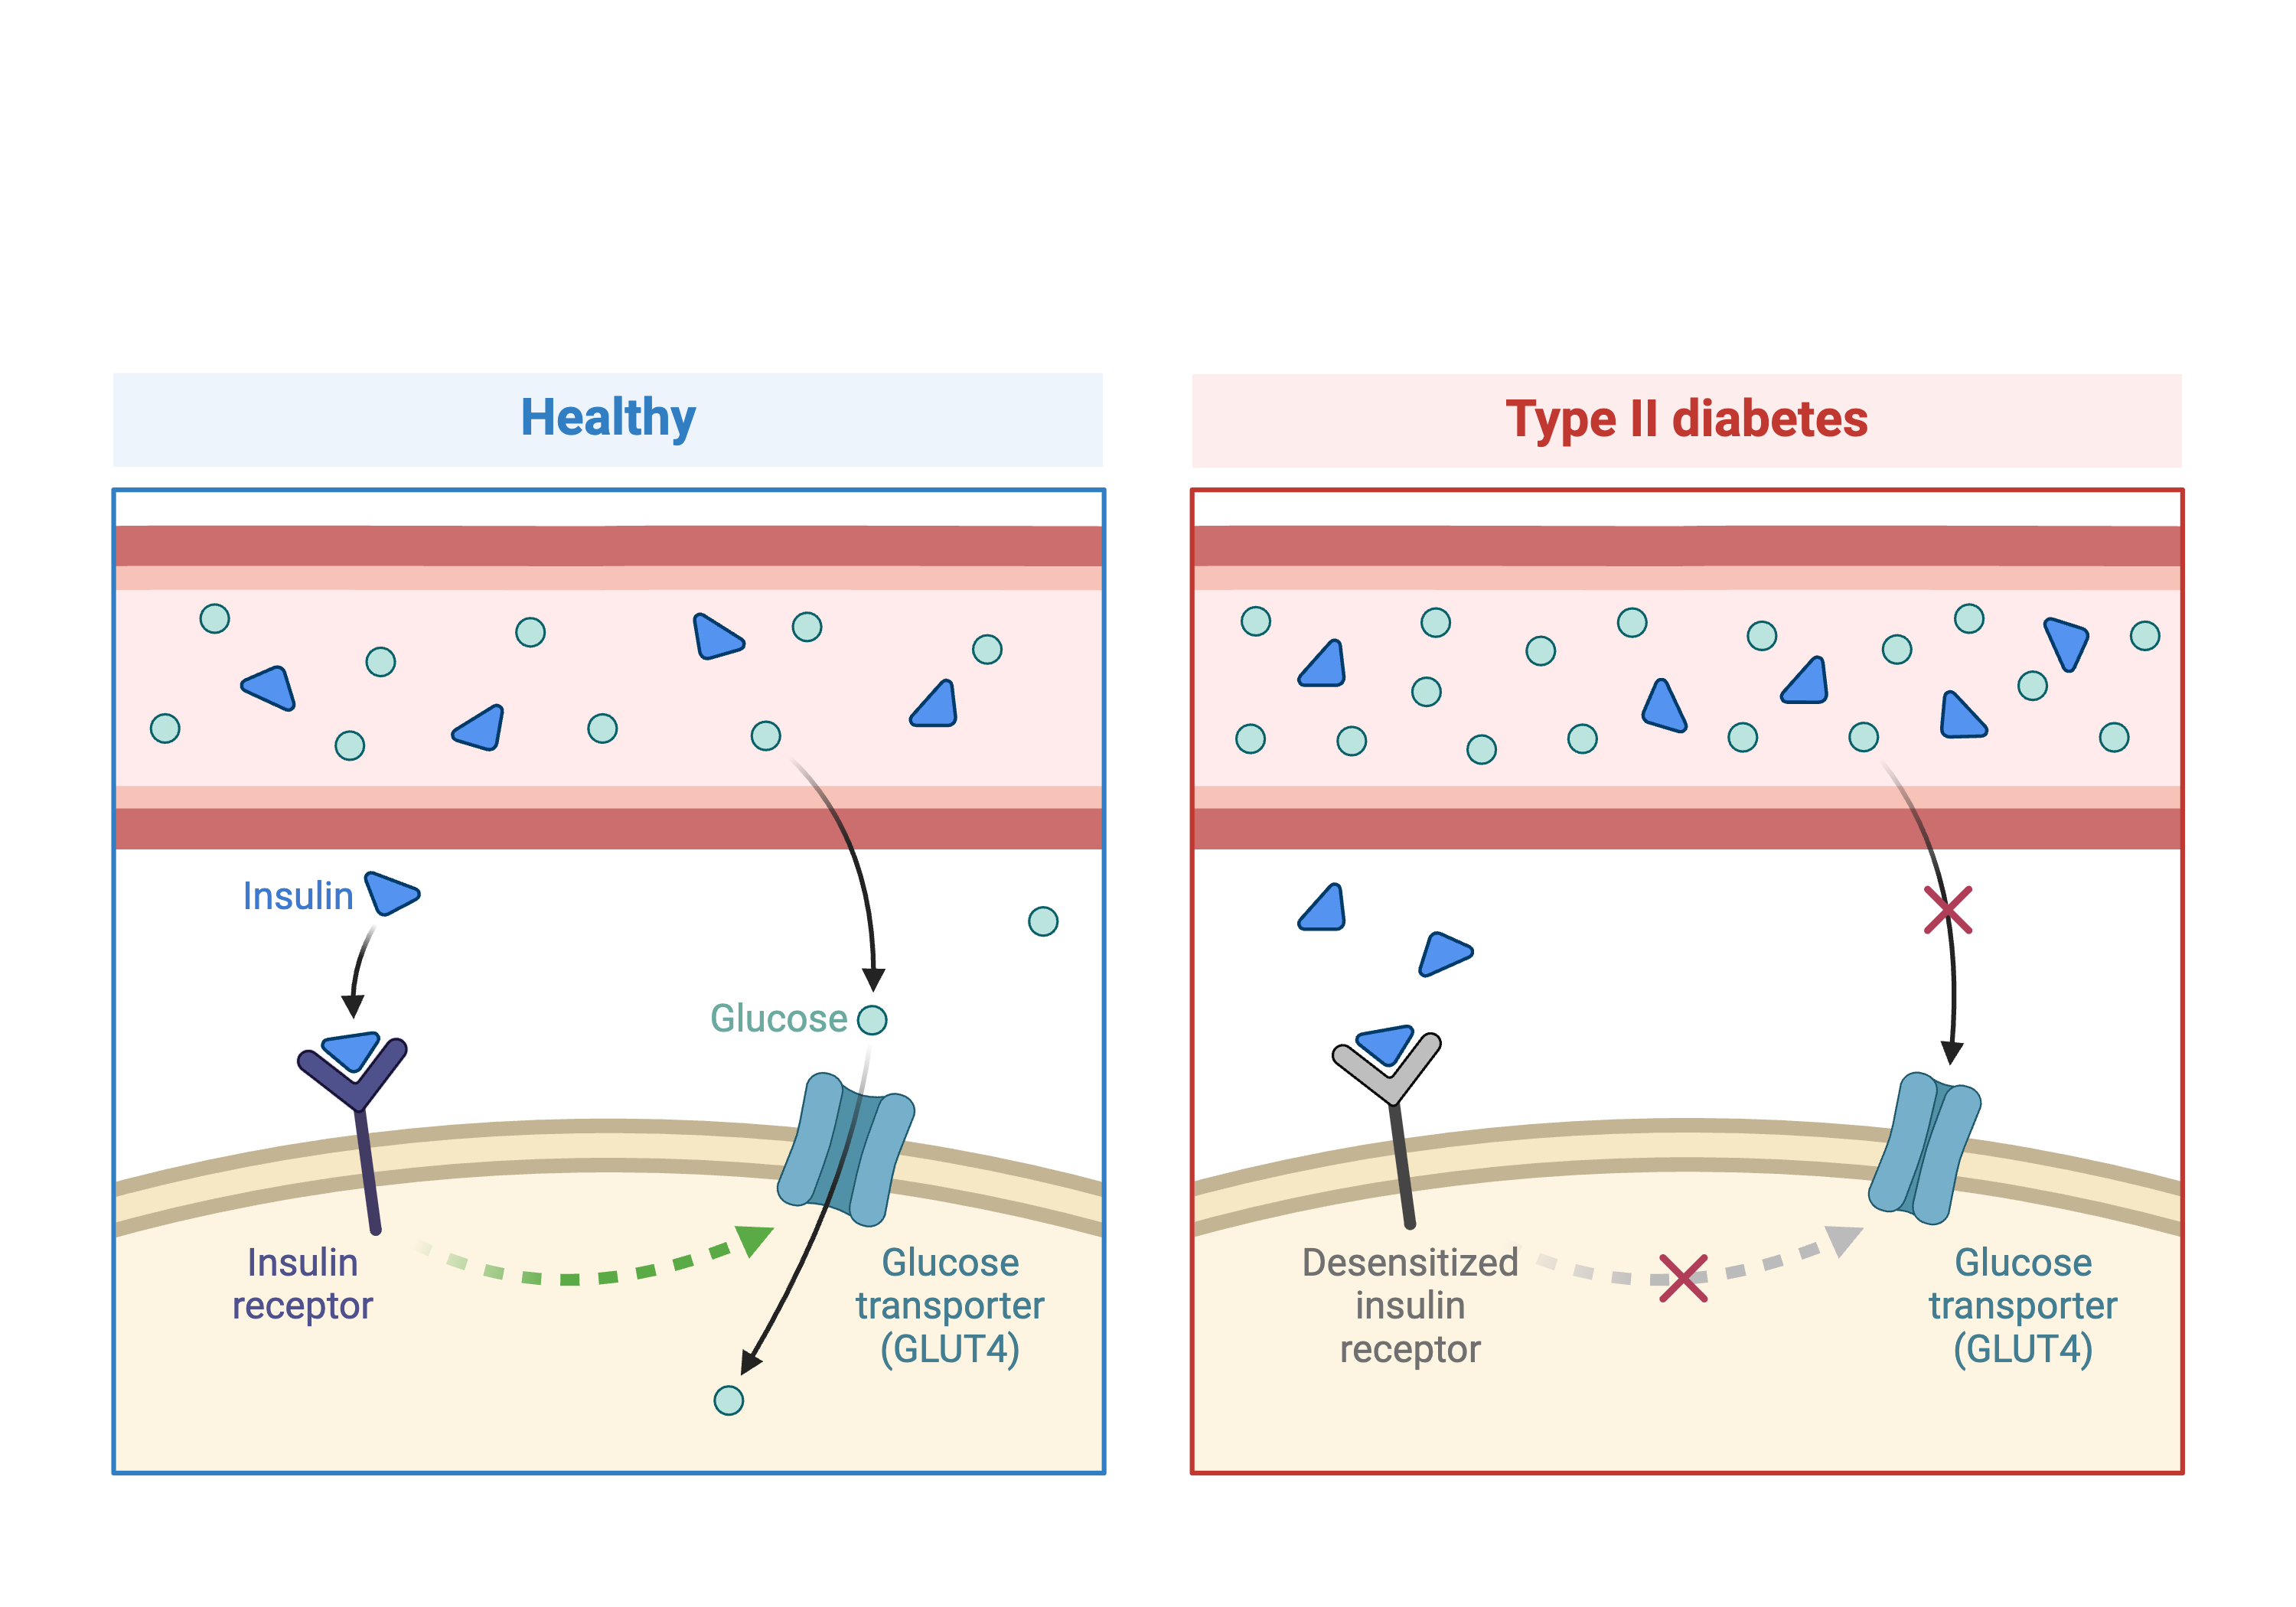 Healthy
Type II diabetes
Insulin
Glucose
Insulin
receptor
Glucose
transporter
(GLUT4)
Desensitized
insulin
receptor
Glucose
transporter
(GLUT4)